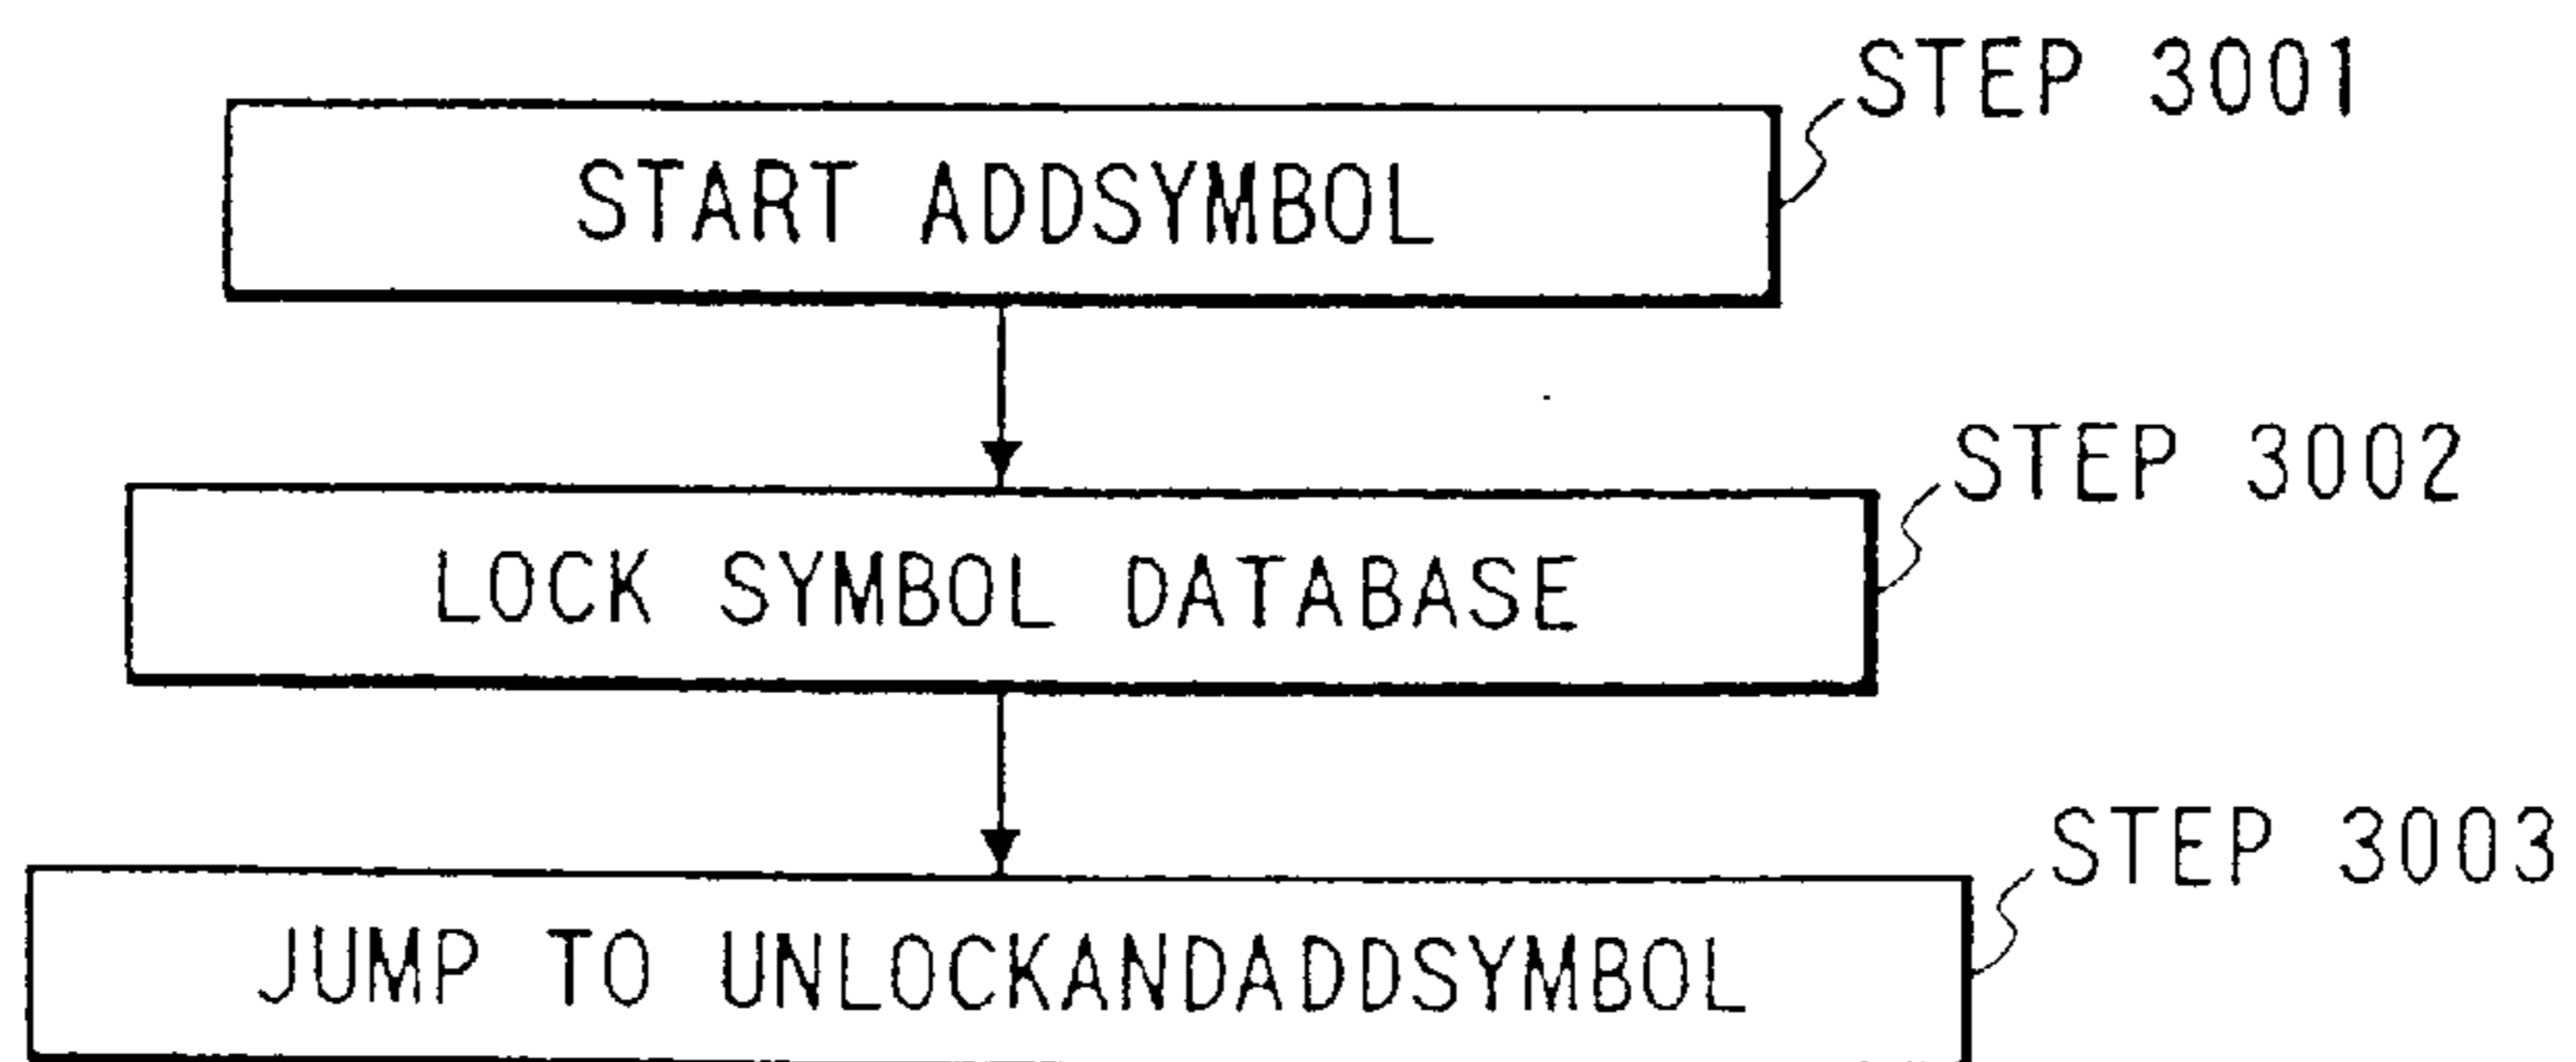 STEP 3001
START ADDSYMBOL
STEP 3002
LOCK SYMBOL DATABASE
STEP 3003
JUMP TO UNLOCKANDADDSYMBOL